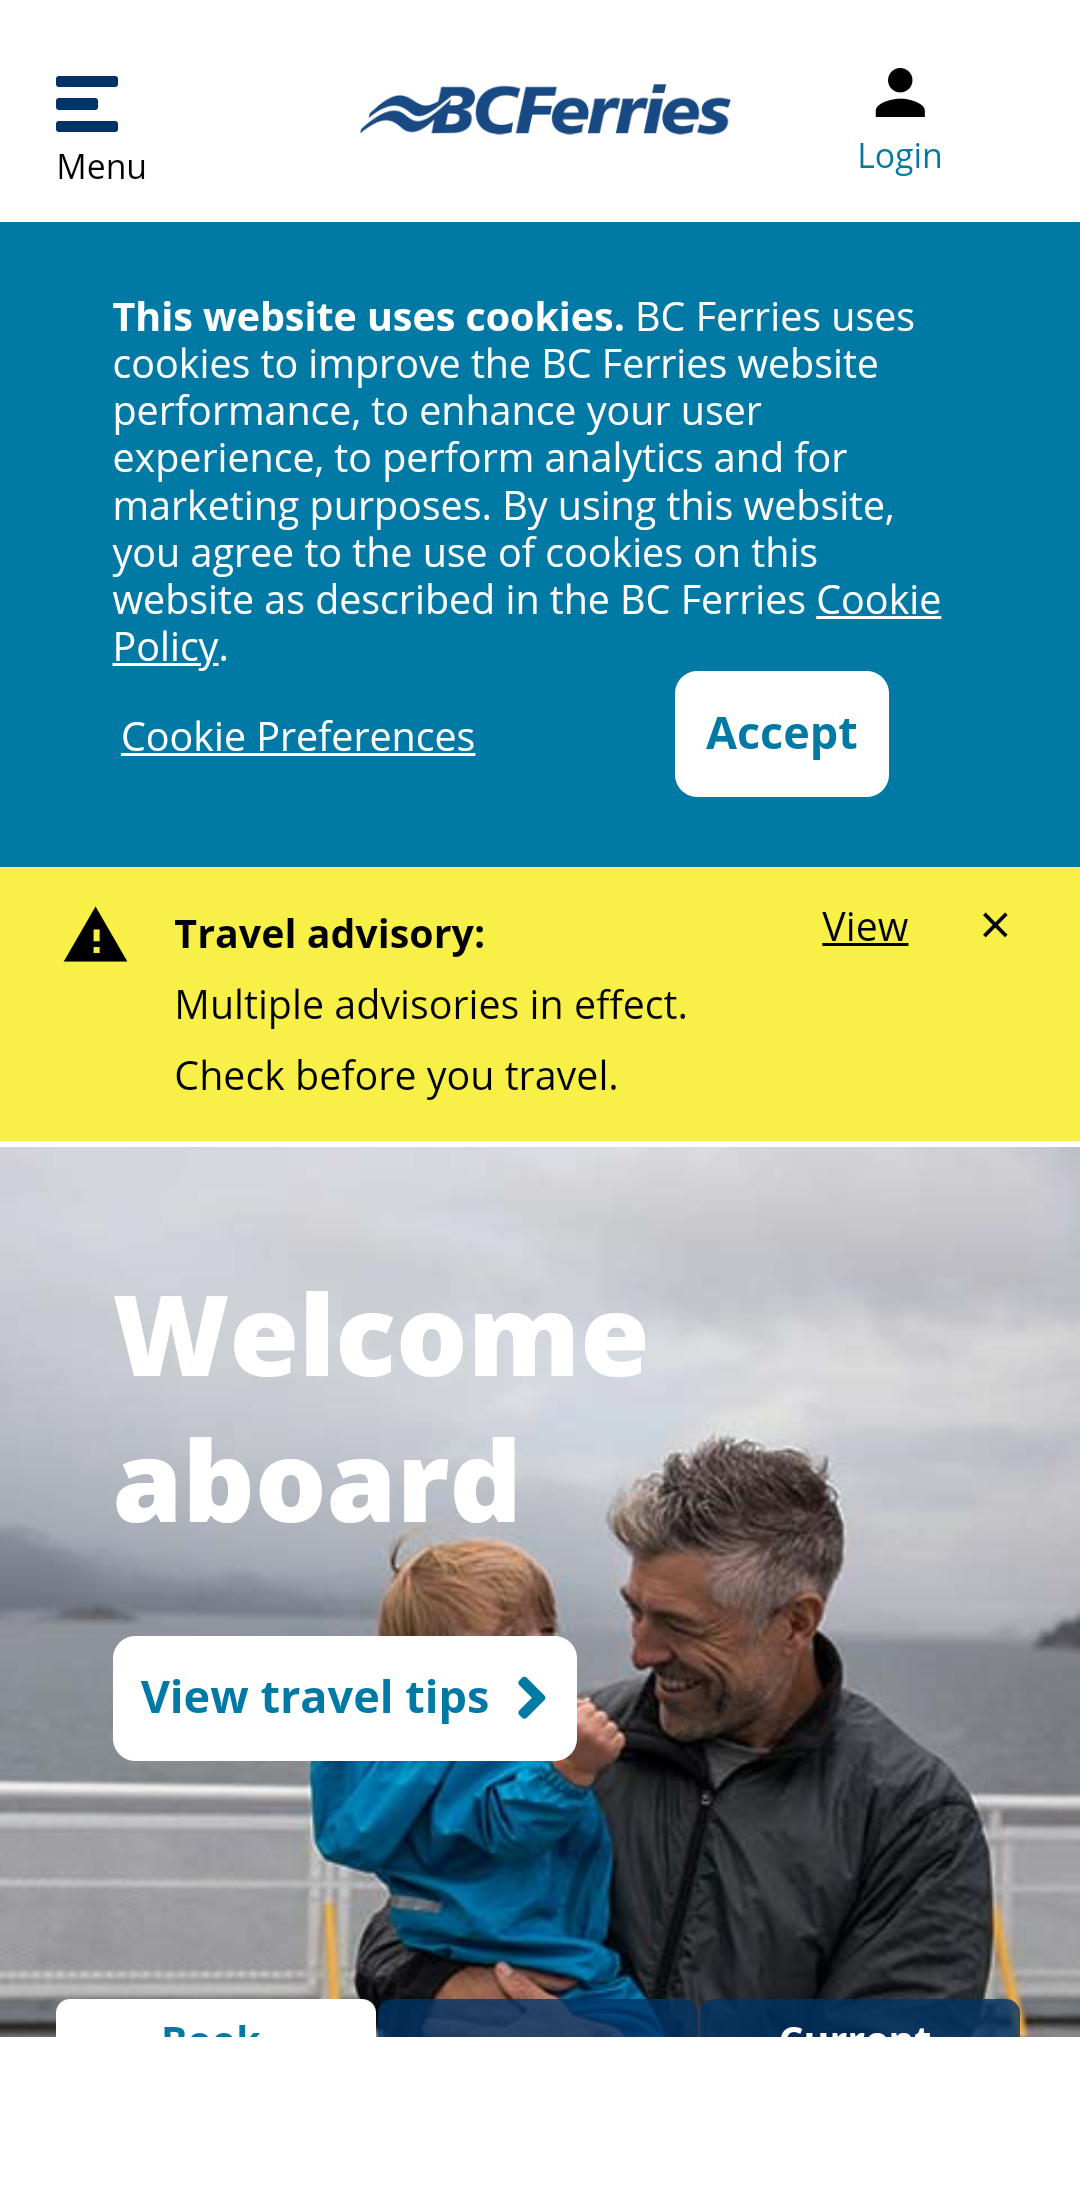 Menu
BCFerries
Login
This website uses cookies. BC Ferries uses
cookies to improve the BC Ferries website
performance, to enhance your user
experience, to perform analytics and for
marketing purposes. By using this website,
you agree to the use of cookies on this
website as described in the BC Ferries Cookie
Policy.
Cookie Preferences
Accept
Travel advisory:
View
Multiple advisories in effect.
Check before you travel.
Welcome
aboard
View travel tips
Book
Current